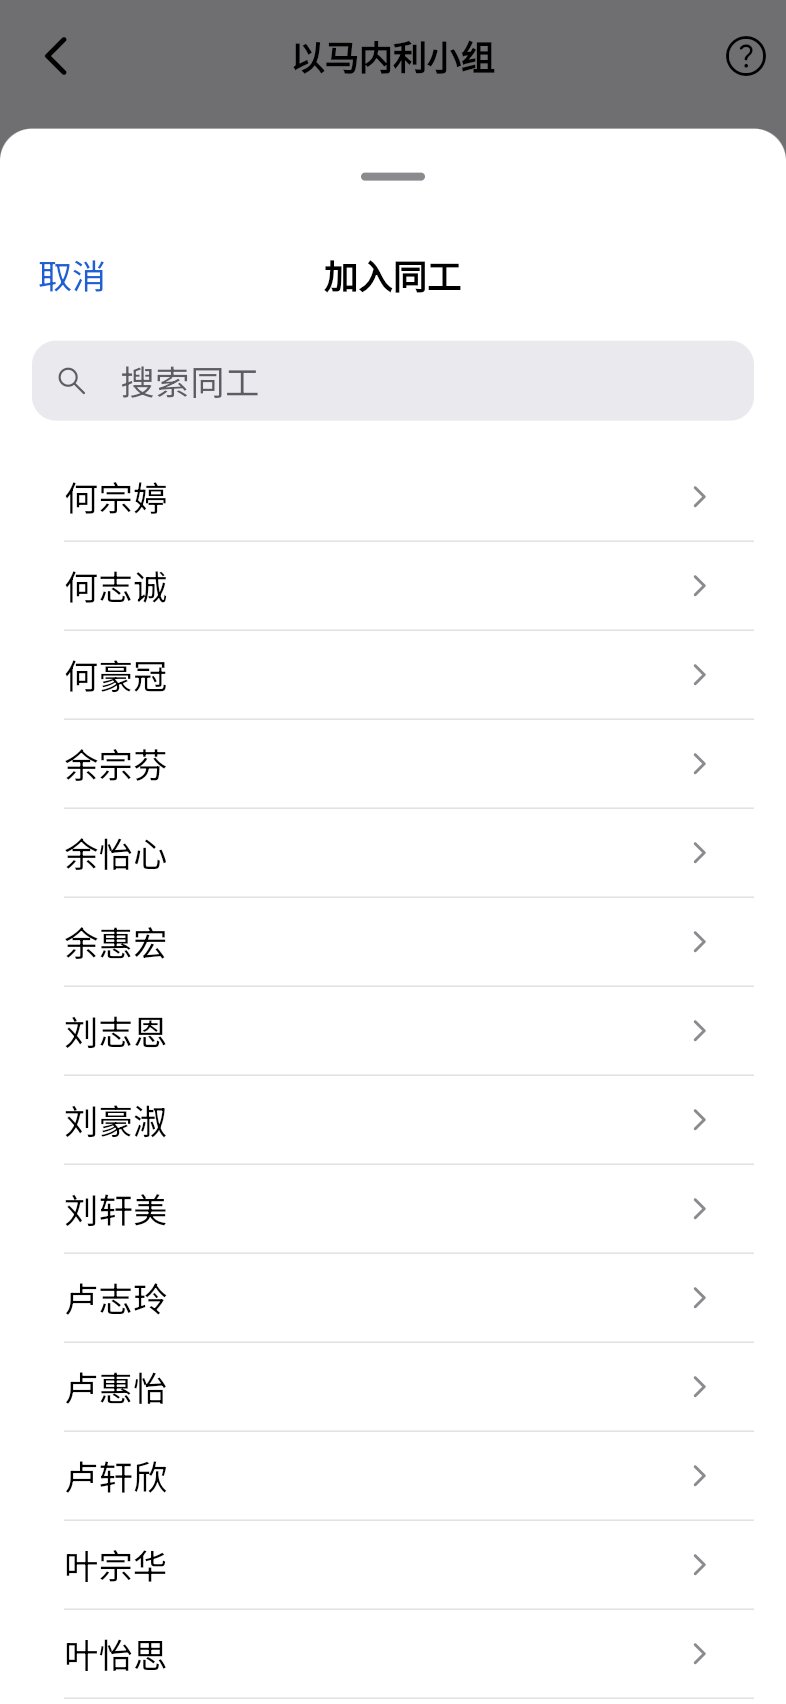 以马内利小组
取消
加入同工
搜索同工
何宗婷
何志诚
何豪冠
余宗芬
余怡心
余惠宏
刘志恩
刘豪淑
刘轩美
卢志玲
卢惠怡
卢轩欣
叶宗华
叶怡思